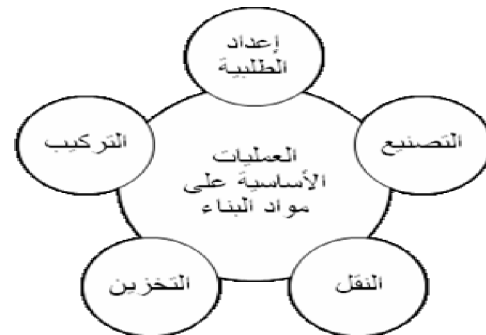 إعداد
الطلبية
التصنيع
النقل
التخزين
التركيب
العمليات
الأساسية على
مواد البناء